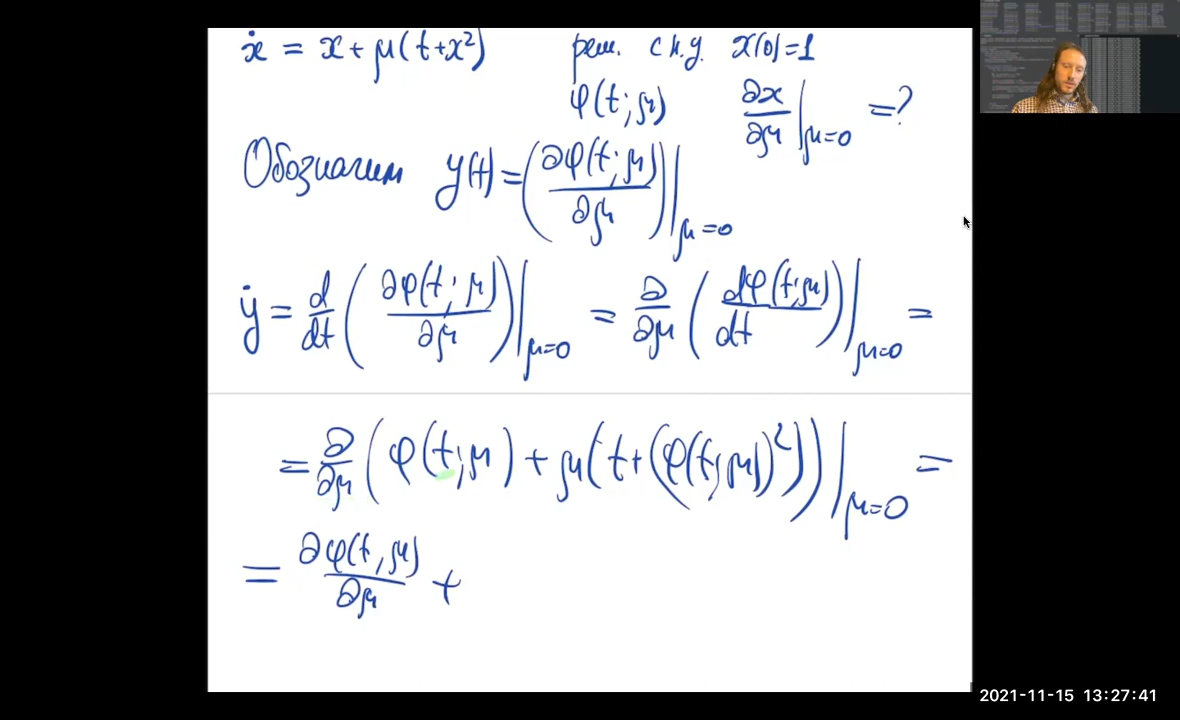 ẋ = x + μ(t+x²) реш. с н.у. x(0)=1
φ(t;μ) ∂x/∂μ|μ=0 =?
Обозначим y(t) = (∂φ(t;μ)/∂μ)|μ=0
ẏ = d/dt (∂φ(t;μ)/∂μ)|μ=0 = ∂/∂μ (dφ(t;μ)/dt)|μ=0 =
= ∂/∂μ (φ(t;μ) + μ(t+(φ(t;μ))²))|μ=0 =
= ∂φ(t,μ)/∂μ +
2021-11-15 13:27:41